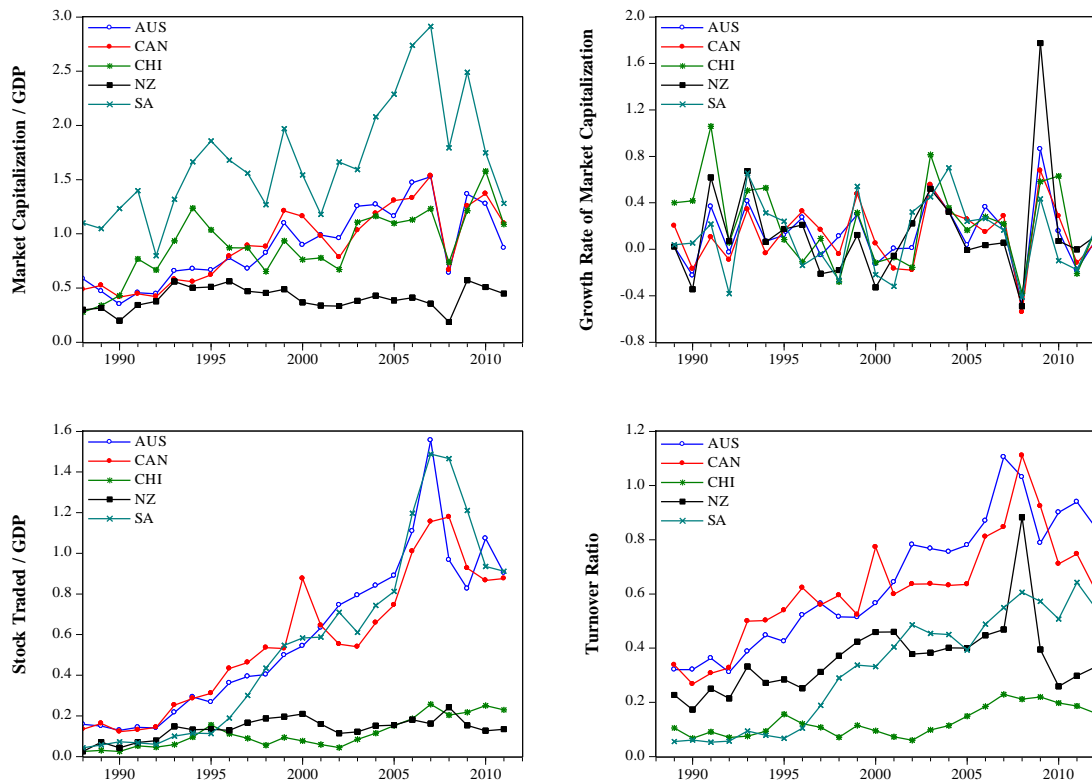 Market Capitalization / GDP
3.0
2.5
2.0
1.5
1.0
0.5
0.0
AUS
CAN
CHI
NZ
SA
1990
1995
2000
2005
2010
Growth Rate of Market Capitalization
2.0
1.6
1.2
0.8
0.4
0.0
-0.4
-0.8
AUS
CAN
CHI
NZ
SA
1990
1995
2000
2005
2010
Stock Traded / GDP
1.6
1.4
1.2
1.0
0.8
0.6
0.4
0.2
0.0
AUS
CAN
CHI
NZ
SA
1990
1995
2000
2005
2010
Turnover Ratio
1.2
1.0
0.8
0.6
0.4
0.2
0.0
AUS
CAN
CHI
NZ
SA
1990
1995
2000
2005
2010